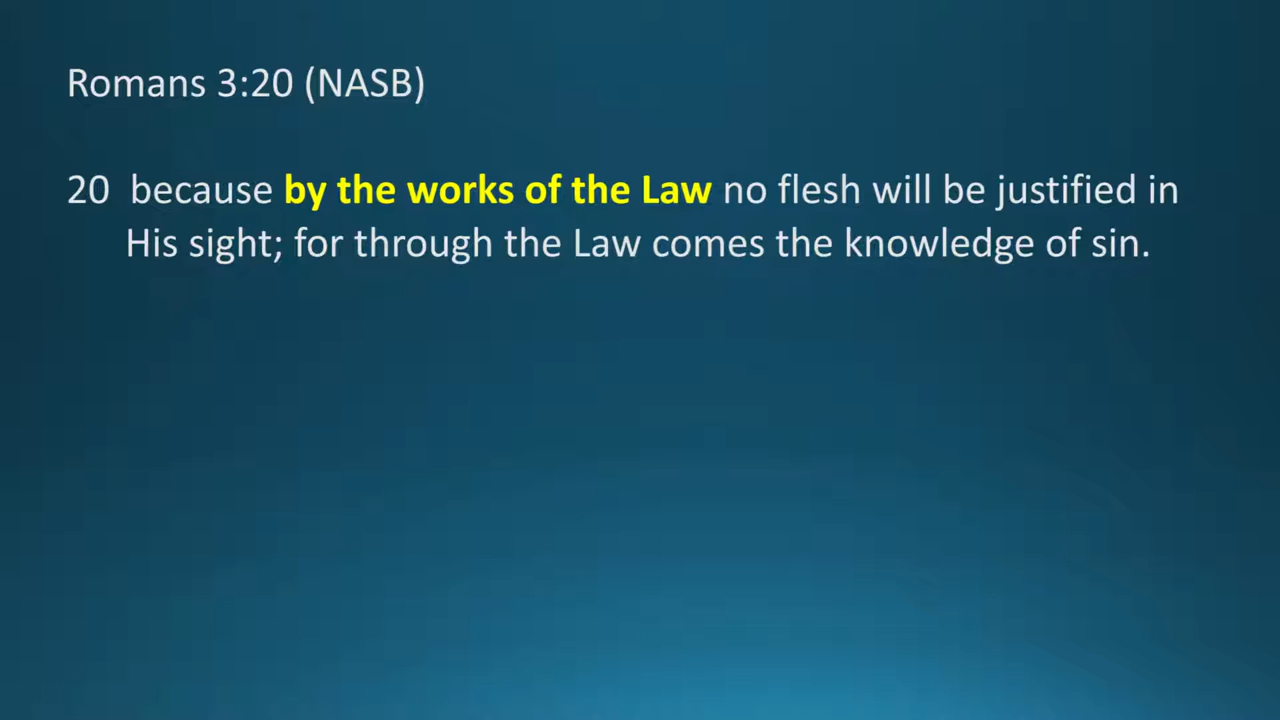 Romans 3:20 (NASB)
20 because by the works of the Law no flesh will be justified in
His sight; for through the Law comes the knowledge of sin.